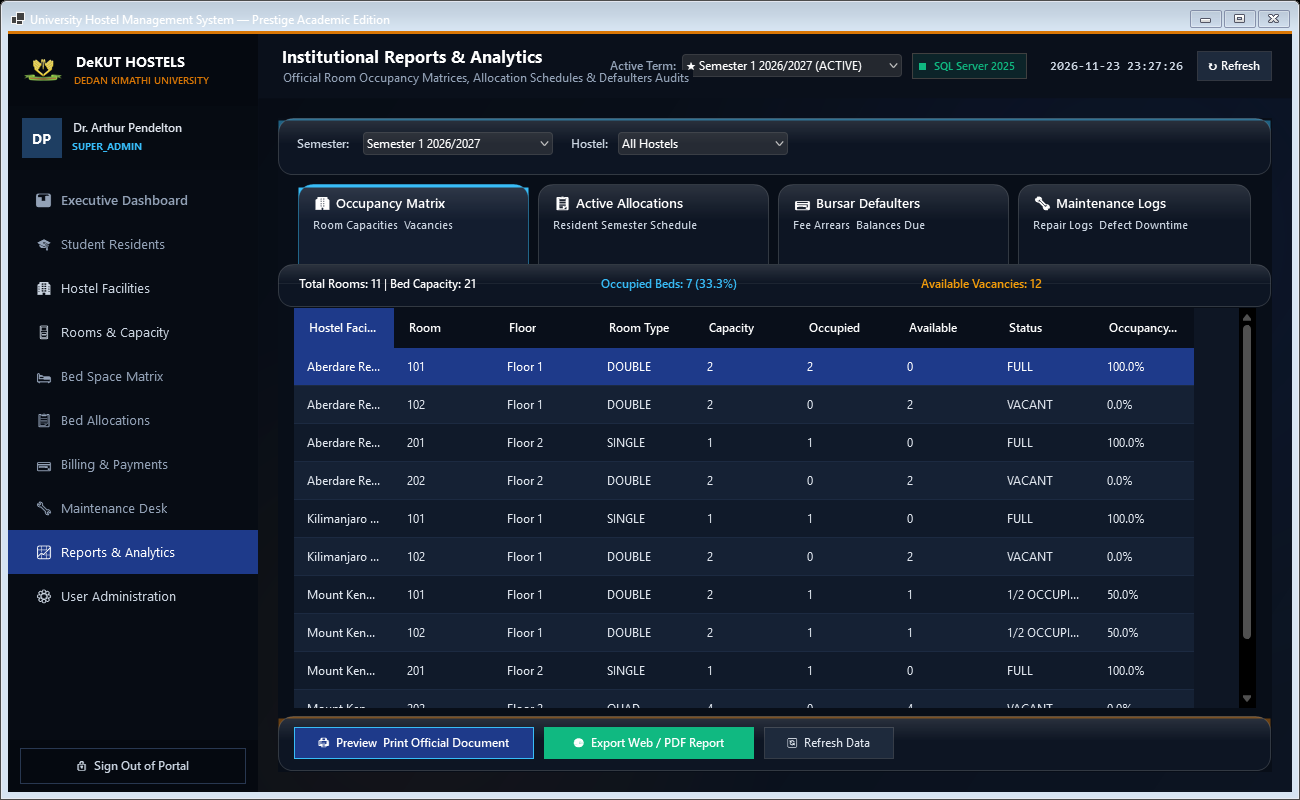 University Hostel Management System — Prestige Academic Edition
DeKUT HOSTELS
DEDAN KIMATHI UNIVERSITY
DP
Dr. Arthur Pendelton
SUPER_ADMIN
Executive Dashboard
Student Residents
Hostel Facilities
Rooms & Capacity
Bed Space Matrix
Bed Allocations
Billing & Payments
Maintenance Desk
Reports & Analytics
User Administration
Sign Out of Portal
Institutional Reports & Analytics
Official Room Occupancy Matrices, Allocation Schedules & Defaulters Audits
Active Term: ★ Semester 1 2026/2027 (ACTIVE)
SQL Server 2025
2026-11-23 23:27:26
↻ Refresh
Semester: Semester 1 2026/2027 Hostel: All Hostels
Occupancy Matrix
Room Capacities Vacancies
Active Allocations
Resident Semester Schedule
Bursar Defaulters
Fee Arrears Balances Due
Maintenance Logs
Repair Logs Defect Downtime
Total Rooms: 11 | Bed Capacity: 21 Occupied Beds: 7 (33.3%) Available Vacancies: 12
Hostel Faci... Room Floor Room Type Capacity Occupied Available Status Occupancy...
Aberdare Re... 101 Floor 1 DOUBLE 2 2 0 FULL 100.0%
Aberdare Re... 102 Floor 1 DOUBLE 2 0 2 VACANT 0.0%
Aberdare Re... 201 Floor 2 SINGLE 1 1 0 FULL 100.0%
Aberdare Re... 202 Floor 2 DOUBLE 2 0 2 VACANT 0.0%
Kilimanjaro ... 101 Floor 1 SINGLE 1 1 0 FULL 100.0%
Kilimanjaro ... 102 Floor 1 DOUBLE 2 0 2 VACANT 0.0%
Mount Ken... 101 Floor 1 DOUBLE 2 1 1 1/2 OCCUPI... 50.0%
Mount Ken... 102 Floor 1 DOUBLE 2 1 1 1/2 OCCUPI... 50.0%
Mount Ken... 201 Floor 2 SINGLE 1 1 0 FULL 100.0%
Mount Ken... 202 Floor 2 QUAD 4 0 4 VACANT 0.0%
Preview Print Official Document
Export Web / PDF Report
Refresh Data